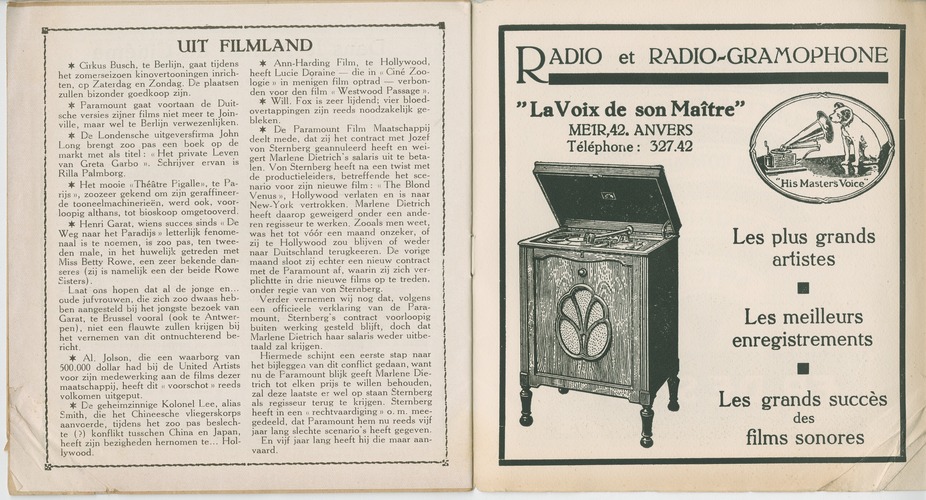 UIT FILMLAND
✶ Cirkus Busch, te Berlijn, gaat tijdens
het zomerseizoen kinovertooningen inrich-
ten, op Zaterdag en Zondag. De plaatsen
zullen bizonder goedkoop zijn.
✶ Paramount gaat voortaan de Duit-
sche versies zijner films niet meer te Join-
ville, maar wel te Berlijn verwezenlijken.
✶ De Londensche uitgeversfirma John
Long brengt zoo pas een boek op de
markt met als titel : « Het private Leven
van Greta Garbo ». Schrijver ervan is
Rilla Palmborg.
✶ Het mooie «Théâtre Pigalle», te Pa-
rijs », zoozeer gekend om zijn geraffineer-
de tooneelmachinerieën, werd ook, voor-
loopig althans, tot bioskoop omgetooverd.
✶ Henri Garat, wiens succes sinds « De
Weg naar het Paradijs » letterlijk fenome-
naal is te noemen, is zoo pas, ten twee-
den male, in het huwelijk getreden met
Miss Betty Rowe, een zeer bekende dan-
seres (zij is namelijk een der beide Rowe
Sisters).
Laat ons hopen dat al de jonge en...
oude jufvrouwen, die zich zoo dwaas heb-
ben aangesteld bij het jongste bezoek van
Garat, te Brussel vooral (ook te Antwer-
pen), niet een flauwte zullen krijgen bij
het vernemen van dit ontnuchterend be-
richt.
✶ Al. Jolson, die een waarborg van
500.000 dollar had bij de United Artists
voor zijn medewerking aan de films dezer
maatschappij, heeft dit « voorschot » reeds
volkomen uitgeput.
✶ De geheimzinnige Kolonel Lee, alias
Smith, die het Chineesche vliegerskorps
aanvoerde, tijdens het zoo pas beslech-
te (?) konflikt tusschen China en Japan,
heeft zijn bezigheden hernomen te... Hol-
lywood.
✶ Ann-Harding Film, te Hollywood,
heeft Lucie Doraine — die in « Ciné Zoo-
logie » in menigen film optrad — verbon-
den voor den film « Westwood Passage ».
✶ Will. Fox is zeer lijdend; vier bloed-
overtappingen zijn reeds noodzakelijk ge-
bleken.
✶ De Paramount Film Maatschappij
deelt mede, dat zij het contract met Jozef
von Sternberg geannuleerd heeft en wei-
gert Marlene Dietrich's salaris uit te beta-
len. Von Sternberg heeft na een twist met
de productieleiders, betreffende het sce-
nario voor zijn nieuwe film : « The Blond
Venus », Hollywood verlaten en is naar
New-York vertrokken. Marlene Dietrich
heeft daarop geweigerd onder een ande-
ren regisseur te werken. Zooals men weet,
was het tot vóór een maand onzeker, of
zij te Hollywood zou blijven of weder
naar Duitschland terugkeeren. De vorige
maand sloot zij echter een nieuw contract
met de Paramount af, waarin zij zich ver-
plichtte in drie nieuwe films op te treden,
onder regie van von Sternberg.
Verder vernemen wij nog dat, volgens
een officieele verklaring van de Para-
mount, Sternberg's contract voorloopig
buiten werking gesteld blijft, doch dat
Marlene Dietrich haar salaris weder uitbe-
taald zal krijgen.
Hiermede schijnt een eerste stap naar
het bijleggen van dit conflict gedaan, want
nu de Paramount blijk geeft Marlene Die-
trich tot elken prijs te willen behouden,
zal deze laatste er wel op staan Sternberg
als regisseur terug te krijgen. Sternberg
heeft in een « rechtvaardiging » o. m. mee-
gedeeld, dat Paramount hem nu reeds vijf
jaar lang slechte scenario's heeft gegeven.
En vijf jaar lang heeft hij die maar aan-
vaard.
RADIO et RADIO-GRAMOPHONE
"La Voix de son Maître"
MEIR, 42. ANVERS
Téléphone : 327.42
"His Masters Voice"
Les plus grands
artistes
■
Les meilleurs
enregistrements
■
Les grands succès
des
films sonores